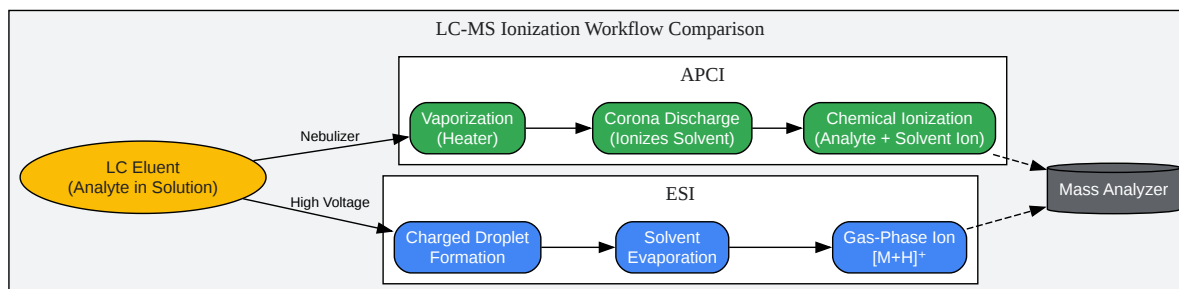 LC-MS Ionization Workflow Comparison
APCI
Vaporization
(Heater)
Corona Discharge
(Ionizes Solvent)
Chemical Ionization
(Analyte + Solvent Ion)
Nebulizer
LC Eluent
(Analyte in Solution)
Mass Analyzer
High Voltage
ESI
Charged Droplet
Formation
Solvent
Evaporation
Gas-Phase Ion
[M+H]⁺